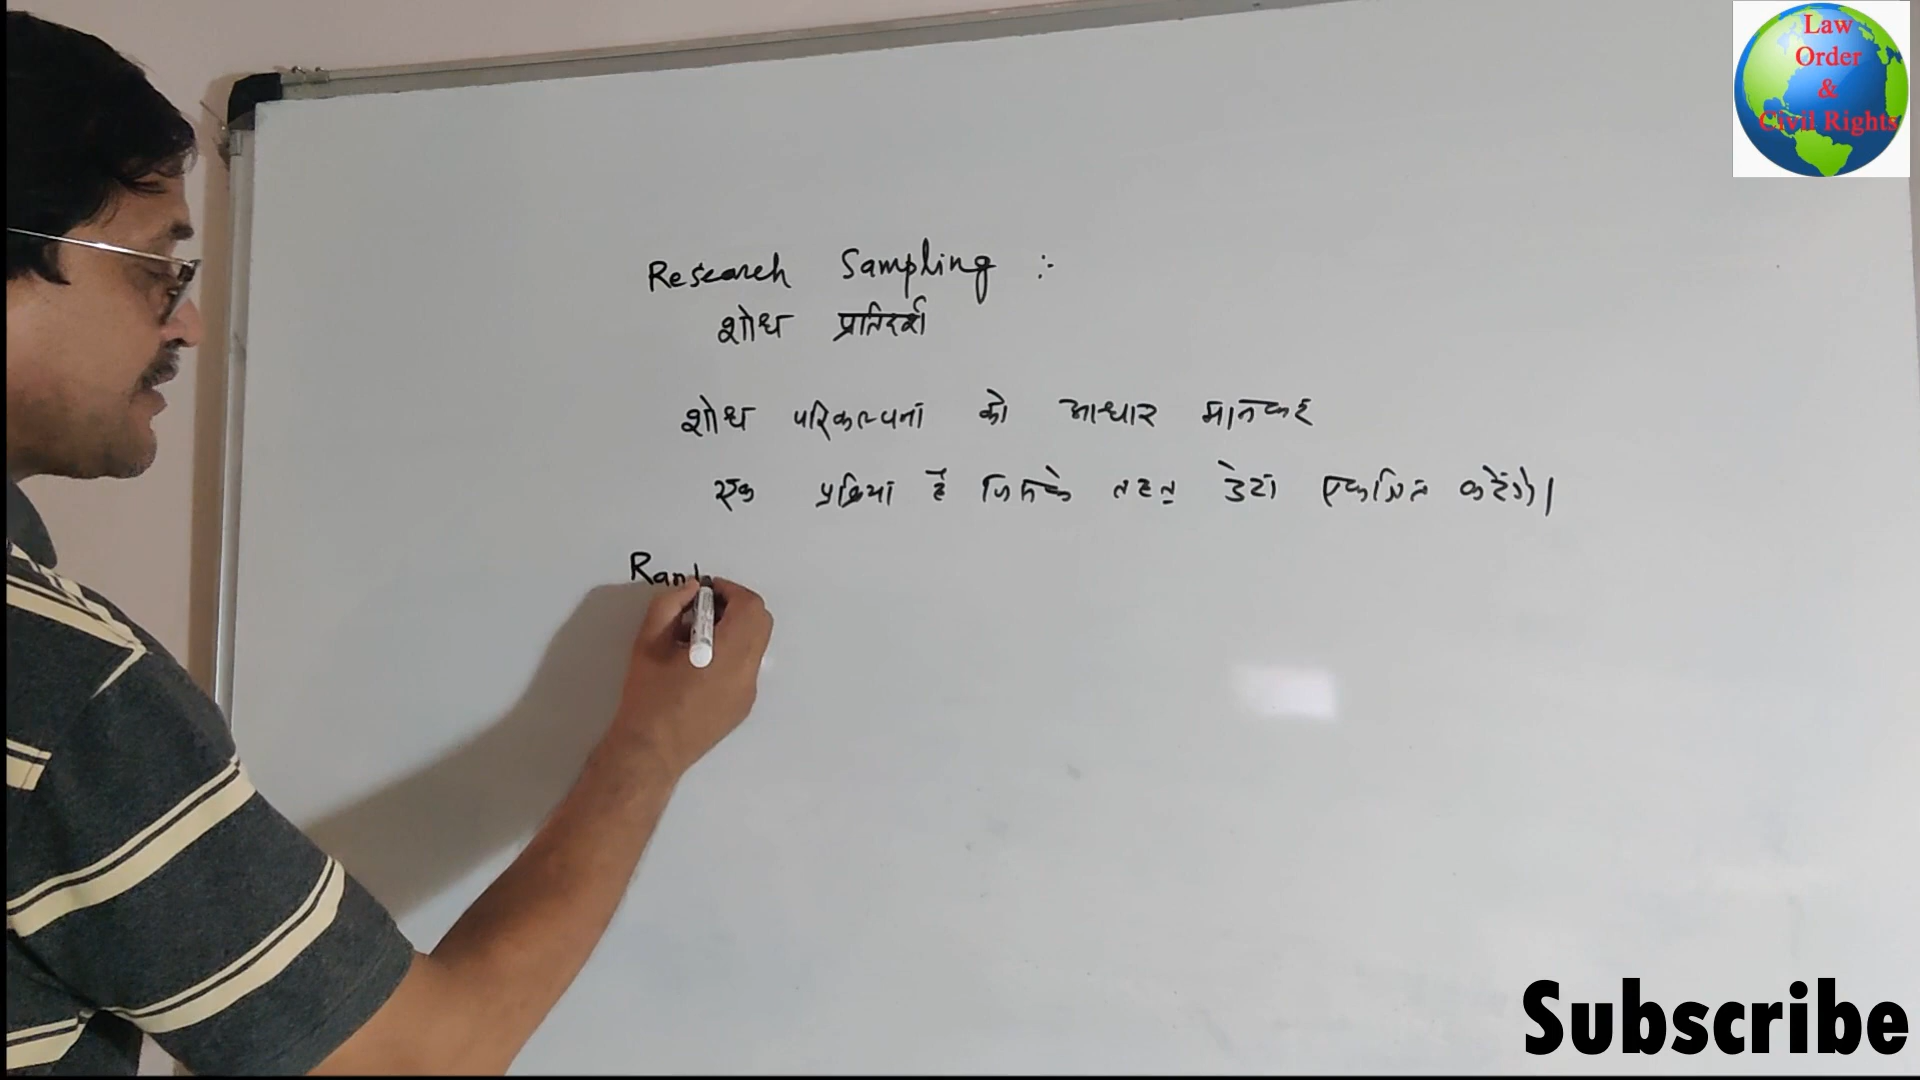 Law
Order
&
Civil Rights
Research Sampling :-
शोध प्रतिदर्श
शोध परिकल्पना को आधार मानकर
एक प्रक्रिया है जिसके तहत डेटा एकत्रित करेंगे।
Ran
Subscribe